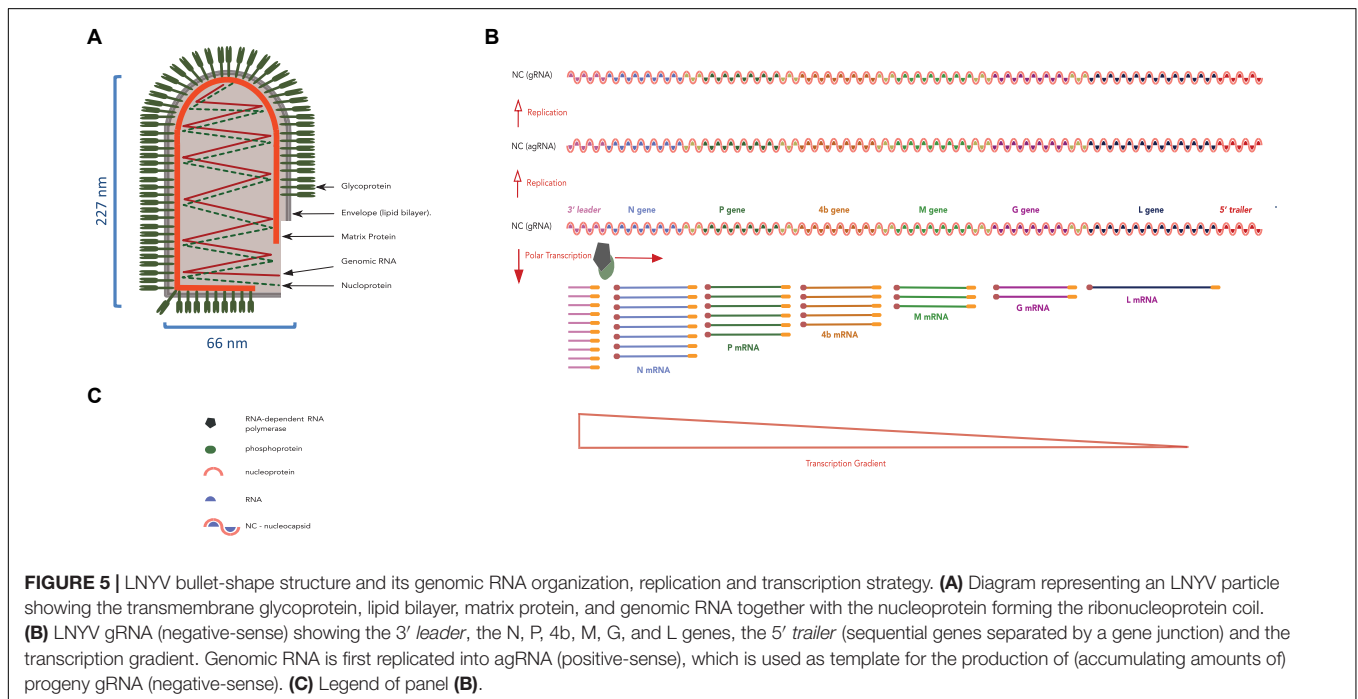 A
227 nm
66 nm
Glycoprotein
Envelope (lipid bilayer).
Matrix Protein
Genomic RNA
Nucloprotein
B
NC (gRNA)
Replication
NC (agRNA)
Replication
3' leader N gene P gene 4b gene M gene G gene L gene 5' trailer
NC (gRNA)
Polar Transcription
N mRNA
P mRNA
4b mRNA
M mRNA
G mRNA
L mRNA
Transcription Gradient
C
RNA-dependent RNA
polymerase
phosphoprotein
nucleoprotein
RNA
NC - nucleocapsid
FIGURE 5 | LNYV bullet-shape structure and its genomic RNA organization, replication and transcription strategy. (A) Diagram representing an LNYV particle
showing the transmembrane glycoprotein, lipid bilayer, matrix protein, and genomic RNA together with the nucleoprotein forming the ribonucleoprotein coil.
(B) LNYV gRNA (negative-sense) showing the 3′ leader, the N, P, 4b, M, G, and L genes, the 5′ trailer (sequential genes separated by a gene junction) and the
transcription gradient. Genomic RNA is first replicated into agRNA (positive-sense), which is used as template for the production of (accumulating amounts of)
progeny gRNA (negative-sense). (C) Legend of panel (B).